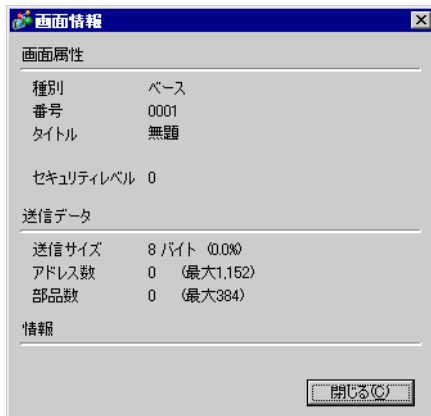 画面情報
画面属性
種別 ベース
番号 0001
タイトル 無題
セキュリティレベル 0
送信データ
送信サイズ 8 バイト (0.0%)
アドレス数 0 (最大1,152)
部品数 0 (最大384)
情報
閉じる(C)